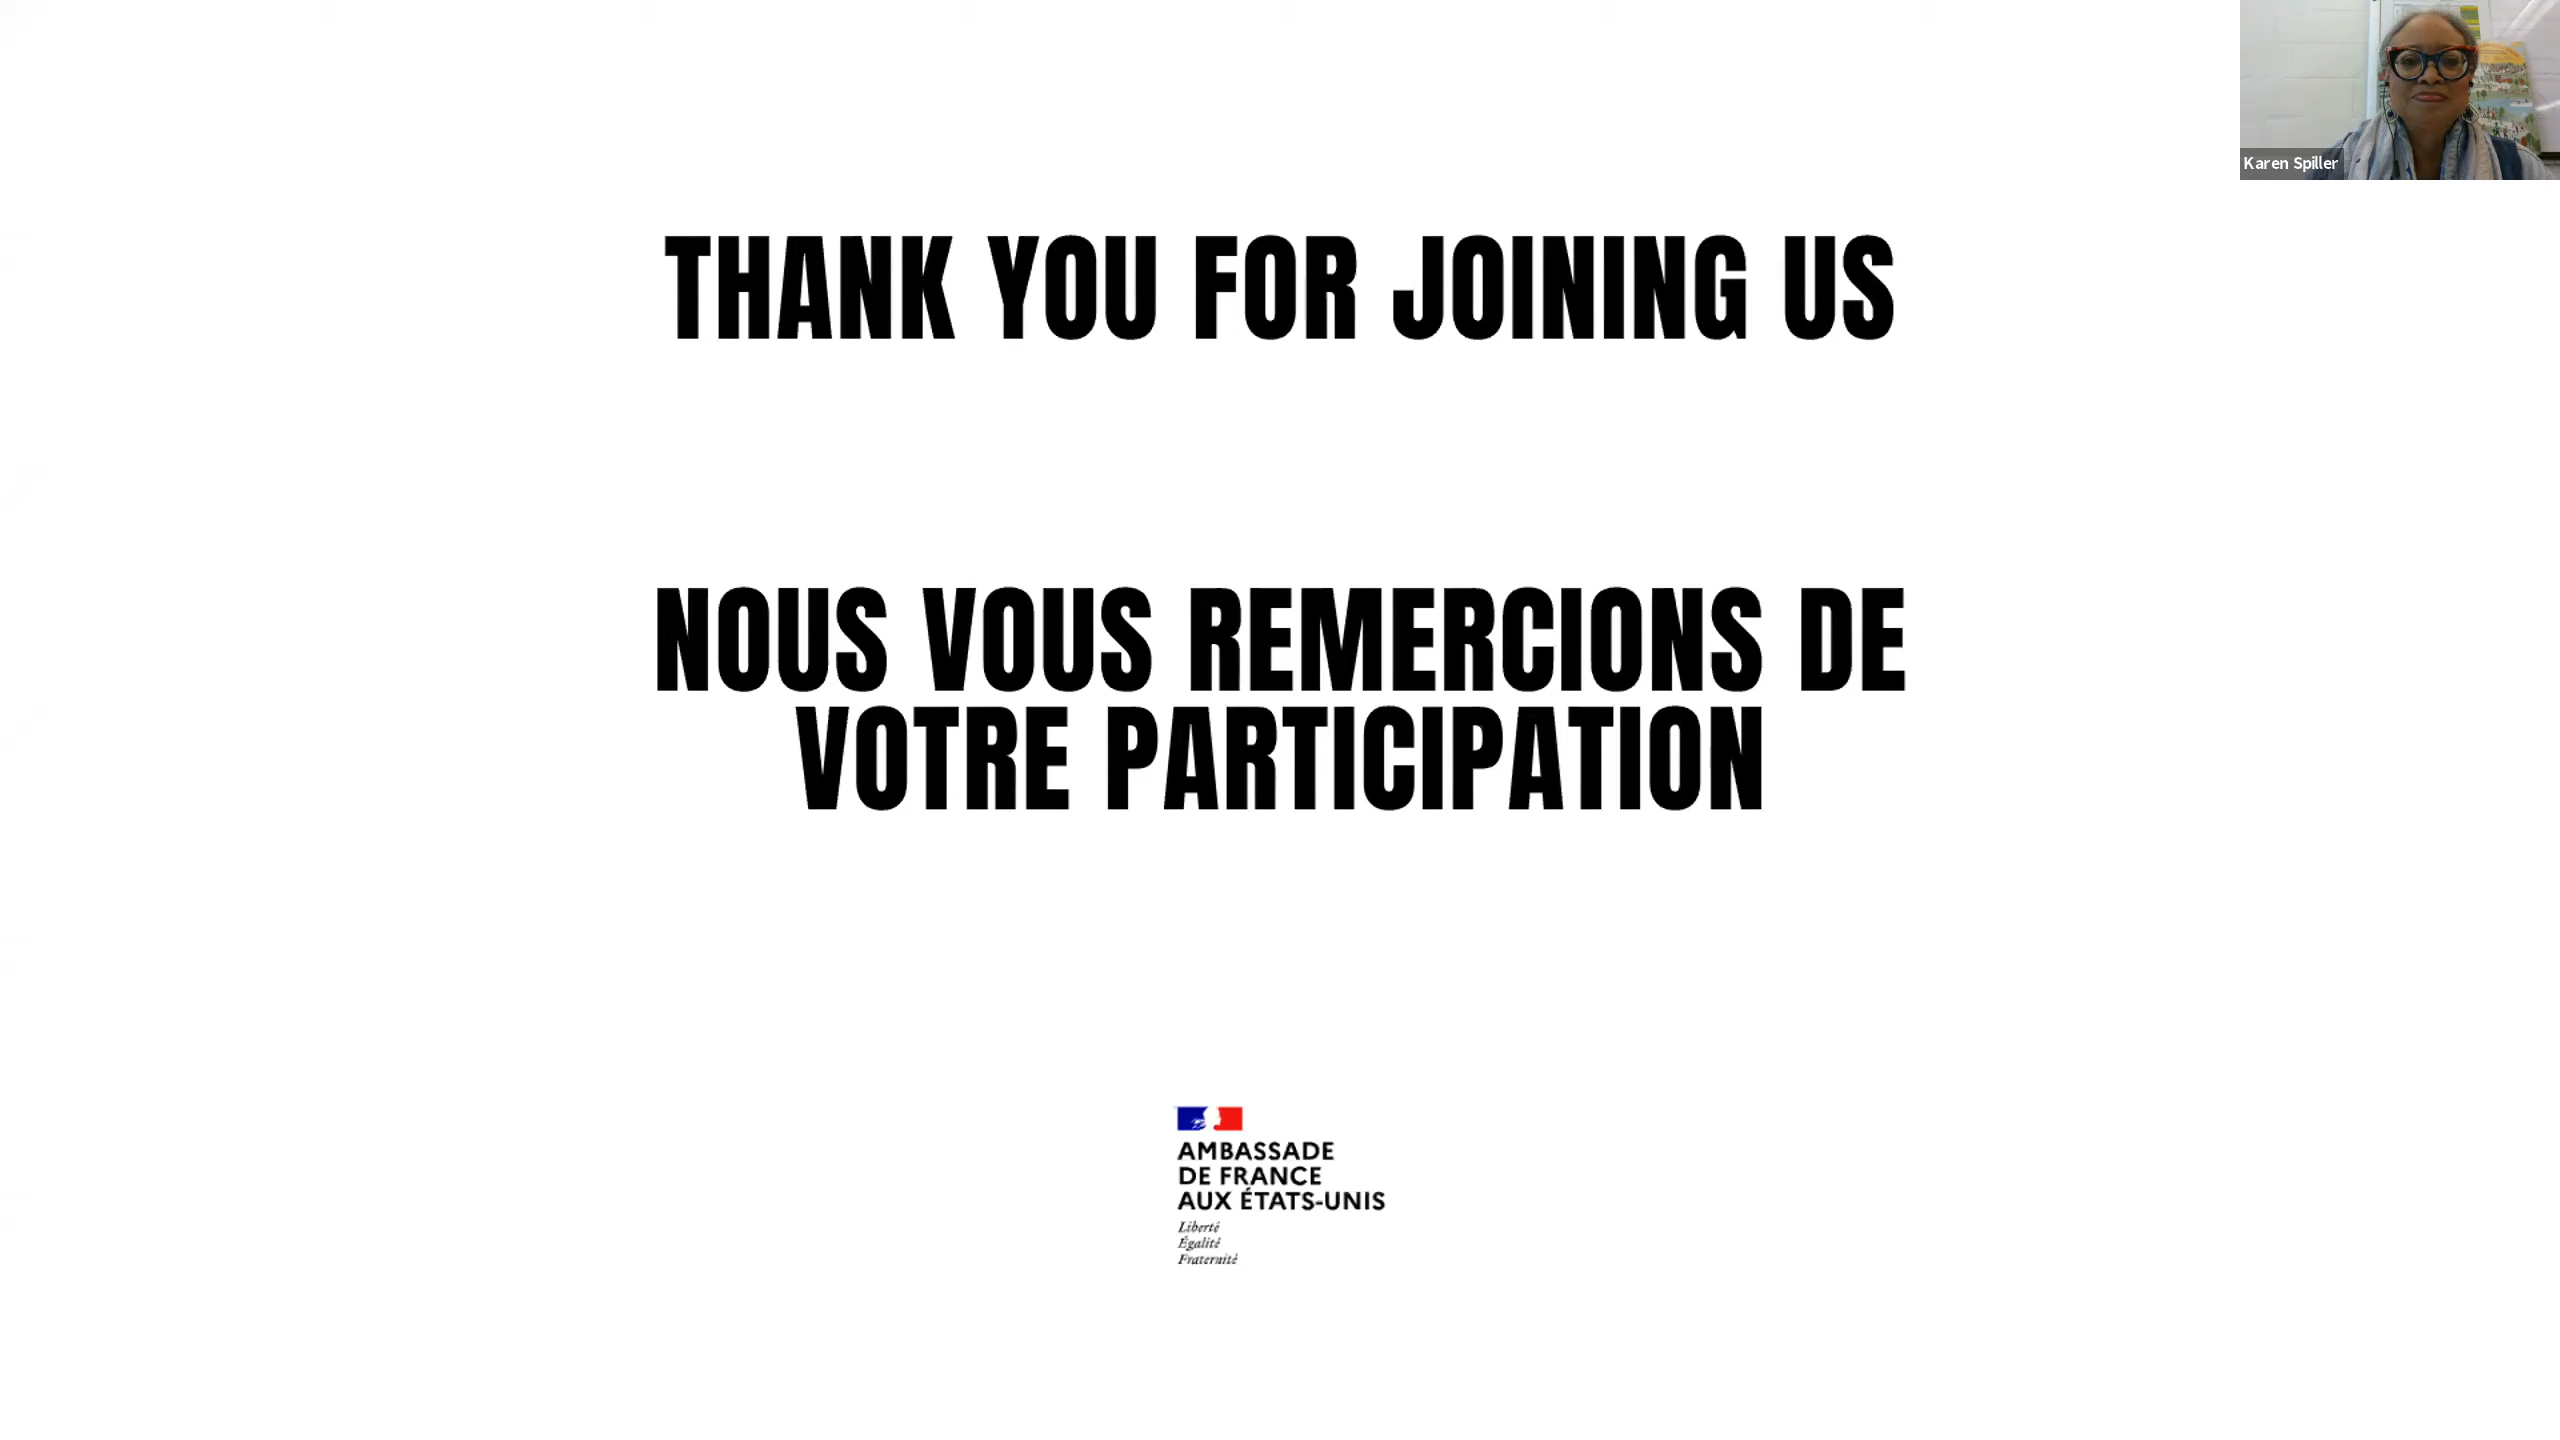 THANK YOU FOR JOINING US
NOUS VOUS REMERCIONS DE
VOTRE PARTICIPATION
AMBASSADE
DE FRANCE
AUX ÉTATS-UNIS
Liberté
Égalité
Fraternité
Karen Spiller